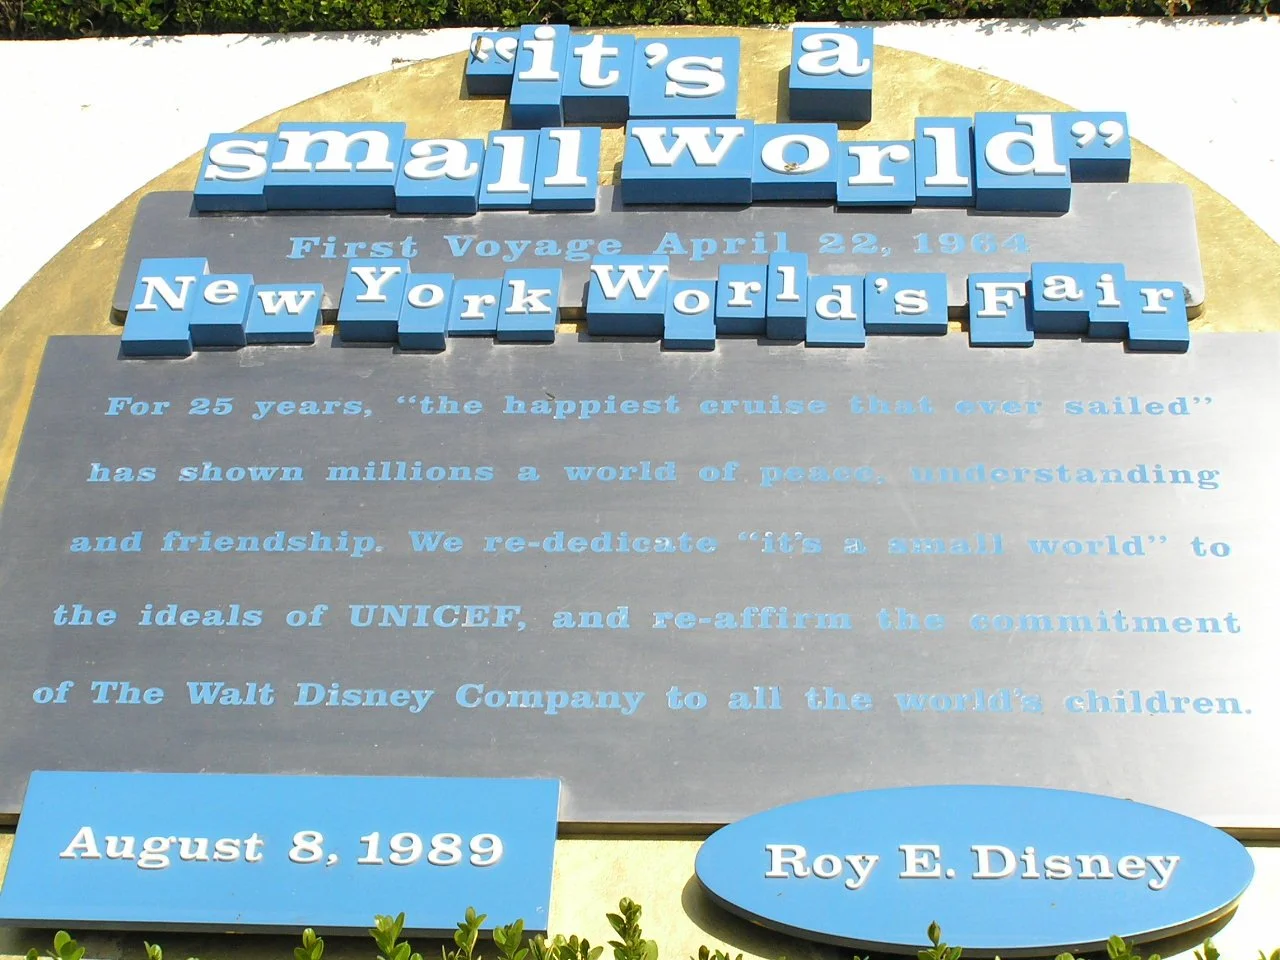 “it’s a
small world”
First Voyage April 22, 1964
New York World’s Fair
For 25 years, “the happiest cruise that ever sailed”
has shown millions a world of peace, understanding
and friendship. We re-dedicate “it’s a small world” to
the ideals of UNICEF, and re-affirm the commitment
of The Walt Disney Company to all the world’s children.
August 8, 1989
Roy E. Disney